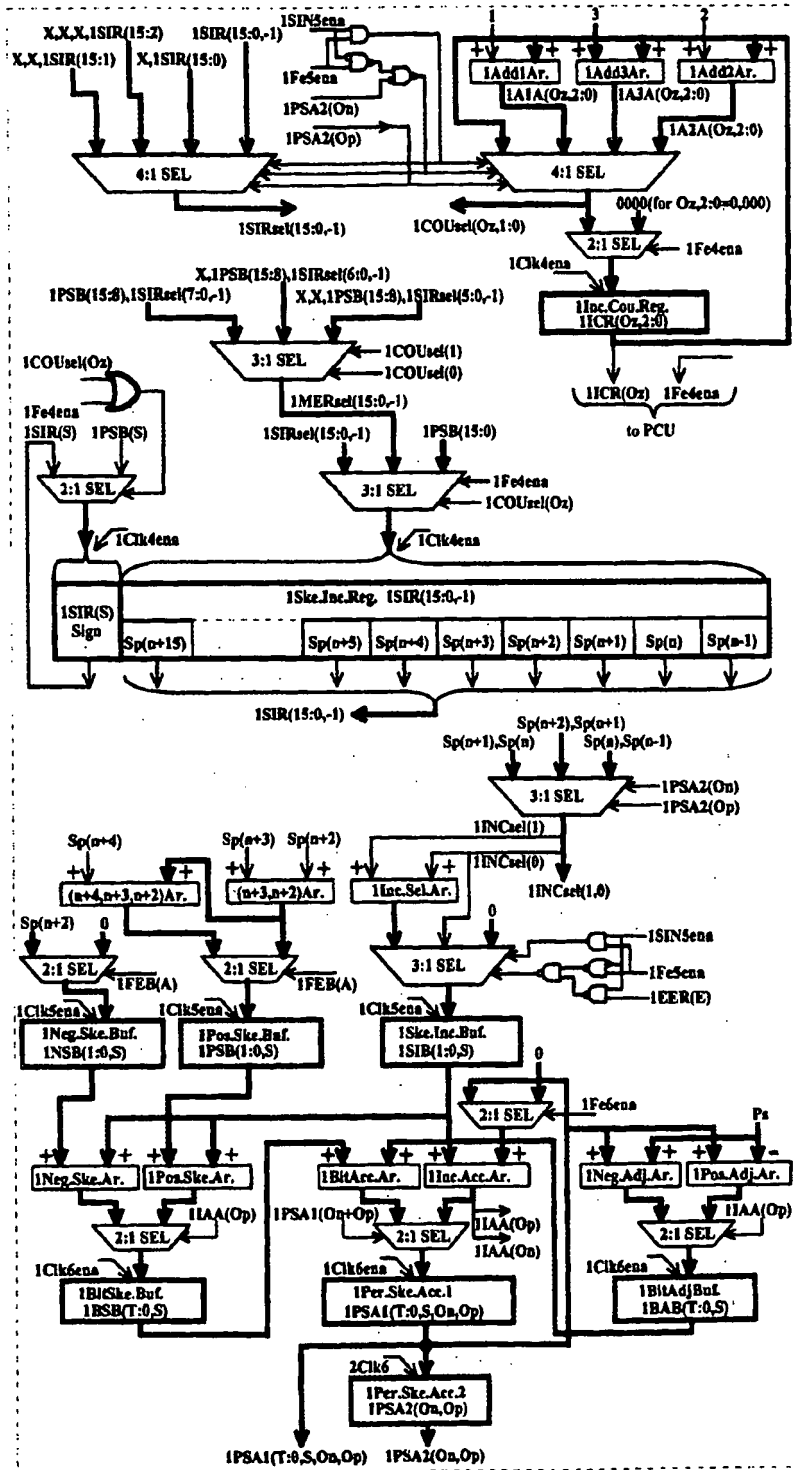 1SIN5ena
X,X,X,1SIR(15:2)
1SIR(15:0,-1)
X,X,1SIR(15:1)
X,1SIR(15:0)
1Fe5ena
1PSA2(On)
1PSA2(Op)
1
3
2
+ +
+ +
+ +
1Add1Ar.
1Add3Ar.
1Add2Ar.
1A1A(Oz,2:0)
1A3A(Oz,2:0)
1A2A(Oz,2:0)
4:1 SEL
4:1 SEL
1SIRsel(15:0,-1)
1COUsel(Oz,1:0)
0000(for Oz,2:0=0,000)
2:1 SEL
1Fe4ena
1Clk4ena
1Inc.Cou.Reg.
1ICR(Oz,2:0)
X,1PSB(15:8),1SIRsel(6:0,-1)
1PSB(15:8),1SIRsel(7:0,-1)
X,X,1PSB(15:8),1SIRsel(5:0,-1)
3:1 SEL
1COUsel(1)
1COUsel(0)
1ICR(Oz)
1Fe4ena
to PCU
1COUsel(Oz)
1Fe4ena
1MERsel(15:0,-1)
1SIR(S)
1PSB(S)
1SIRsel(15:0,-1)
1PSB(15:0)
2:1 SEL
3:1 SEL
1Fe4ena
1COUsel(Oz)
1Clk4ena
1Clk4ena
1SIR(S)
Sign
1Ske.Inc.Reg. 1SIR(15:0,-1)
Sp(n+15)
Sp(n+5)
Sp(n+4)
Sp(n+3)
Sp(n+2)
Sp(n+1)
Sp(n)
Sp(n-1)
1SIR(15:0,-1)
Sp(n+2),Sp(n+1)
Sp(n+1),Sp(n)
Sp(n),Sp(n-1)
3:1 SEL
1PSA2(On)
1PSA2(Op)
1INCsel(1)
1INCsel(0)
1INCsel(1,0)
Sp(n+4)
Sp(n+3)
Sp(n+2)
+ +
+ +
+ +
(n+4,n+3,n+2)Ar.
(n+3,n+2)Ar.
1Inc.Sel.Ar.
Sp(n+2)
0
0
2:1 SEL
2:1 SEL
3:1 SEL
1FEB(A)
1FEB(A)
1SIN5ena
1Fe5ena
1EER(E)
1Clk5ena
1Clk5ena
1Clk5ena
1Neg.Ske.Buf.
1NSB(1:0,S)
1Pos.Ske.Buf.
1PSB(1:0,S)
1Ske.Inc.Buf.
1SIB(1:0,S)
0
2:1 SEL
1Fe6ena
Ps
+ +
+ +
+ +
+ +
+ +
+ -
1Neg.Ske.Ar.
1Pos.Ske.Ar.
1BitAcc.Ar.
1Inc.Acc.Ar.
1Neg.Adj.Ar.
1Pos.Adj.Ar.
1IAA(Op)
1PSA1(On+Op)
1IAA(Op)
1IAA(On)
1IAA(Op)
2:1 SEL
2:1 SEL
2:1 SEL
1Clk6ena
1Clk6ena
1Clk6ena
1BitSke.Buf.
1BSB(T:0,S)
1Per.Ske.Acc.1
1PSA1(T:0,S,On,Op)
1BitAdjBuf.
1BAB(T:0,S)
2Clk6
1Per.Ske.Acc.2
1PSA2(On,Op)
1PSA1(T:0,S,On,Op)
1PSA2(On,Op)